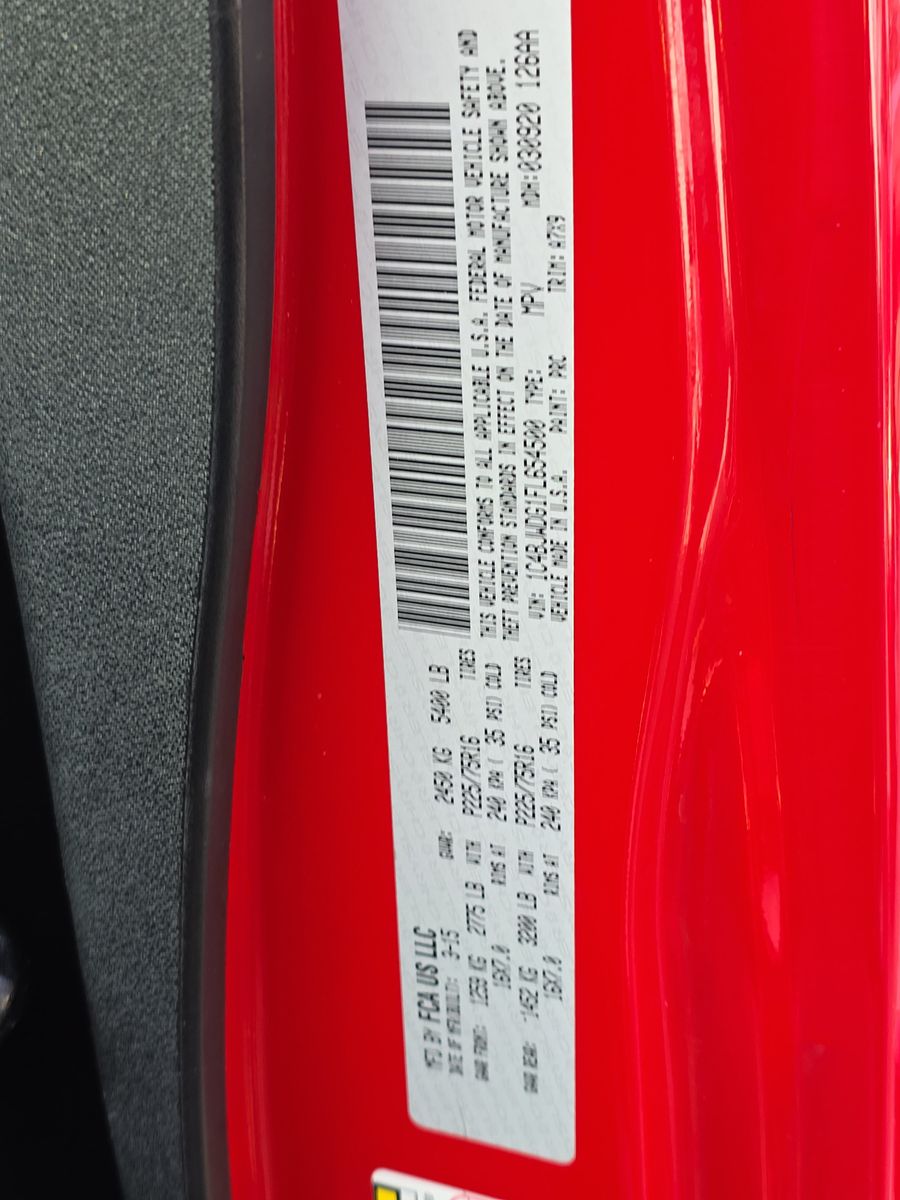 MFD BY FCA US LLC
DATE OF MFR/BUILT: 3-15 GVWR: 2450 KG 5400 LB
GAWR FRONT: 1259 KG 2775 LB WITH P225/75R16 TIRES
16X7.0 RIMS AT 240 KPA ( 35 PSI) COLD
GAWR REAR: 1452 KG 3200 LB WITH P225/75R16 TIRES
16X7.0 RIMS AT 240 KPA ( 35 PSI) COLD
THIS VEHICLE CONFORMS TO ALL APPLICABLE U.S.A. FEDERAL MOTOR VEHICLE SAFETY AND
THEFT PREVENTION STANDARDS IN EFFECT ON THE DATE OF MANUFACTURE SHOWN ABOVE.
VIN: 1C4BJWDG1FL654500 TYPE: MPV MDH:030920 126AA
VEHICLE MADE IN U.S.A. PAINT: PRC TRIM: A7X9